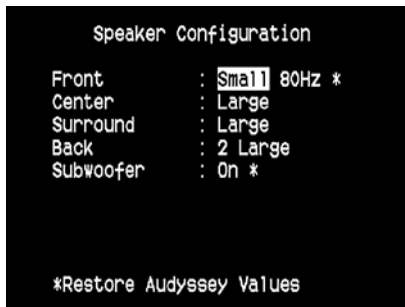 Speaker Configuration
Front : Small 80Hz *
Center : Large
Surround : Large
Back : 2 Large
Subwoofer : On *
*Restore Audyssey Values